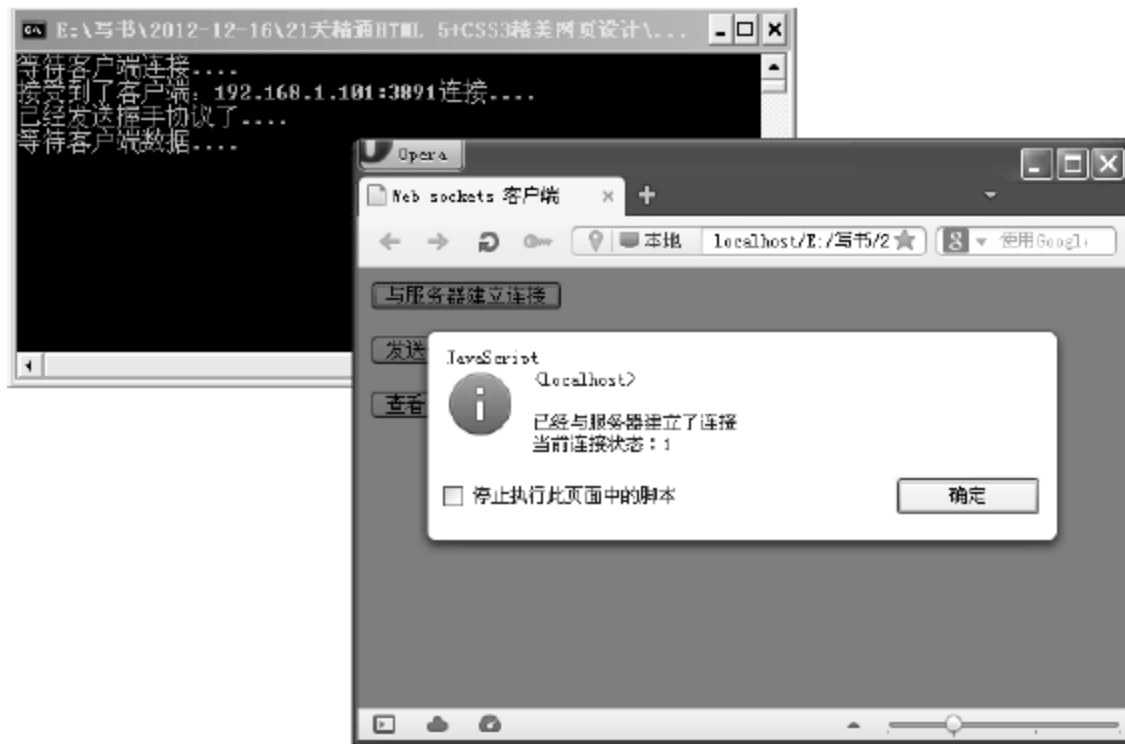 E:\写书\2012-12-16\21天精通HTML 5+CSS3精美网页设计\...
等待客户端连接....
接受到了客户端：192.168.1.101:3891连接....
已经发送握手协议了....
等待客户端数据....
Opera
Web sockets 客户端
本地 localhost/E:/写书/2
使用Googl
与服务器建立连接
发送
查看
JavaScript
<localhost>
已经与服务器建立了连接
当前连接状态：1
停止执行此页面中的脚本
确定